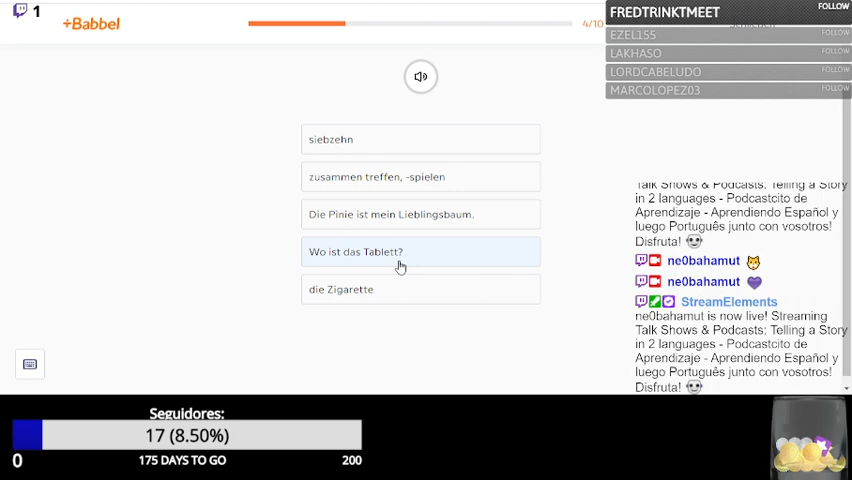 1
+Babbel
4/10
FREDTRINKTMEET
FOLLOW
EZEL155
FOLLOW
LAKHASO
FOLLOW
LORDCABELUDO
FOLLOW
MARCOLOPEZ03
FOLLOW
siebzehn
zusammen treffen, -spielen
Die Pinie ist mein Lieblingsbaum.
Wo ist das Tablett?
die Zigarette
Talk Shows & Podcasts: Telling a Story
in 2 languages - Podcastcito de
Aprendizaje - Aprendiendo Español y
luego Português junto con vosotros!
Disfruta!
ne0bahamut
ne0bahamut
StreamElements
ne0bahamut is now live! Streaming
Talk Shows & Podcasts: Telling a Story
in 2 languages - Podcastcito de
Aprendizaje - Aprendiendo Español y
luego Português junto con vosotros!
Disfruta!
Seguidores:
17 (8.50%)
0
175 DAYS TO GO
200